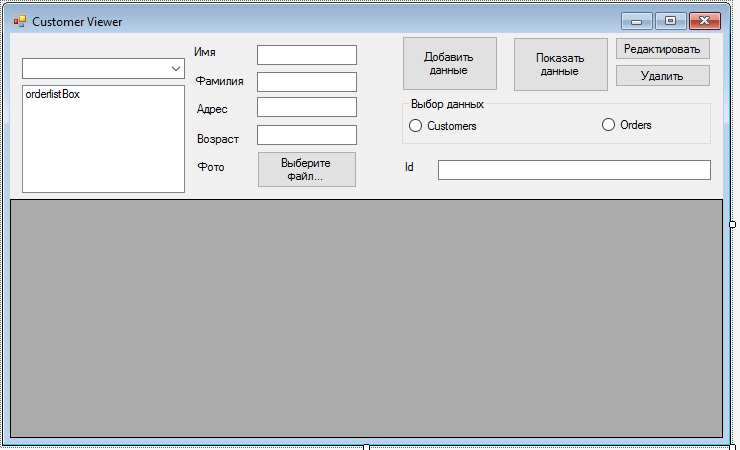 Customer Viewer
orderlistBox
Имя
Фамилия
Адрес
Возраст
Фото
Выберите
файл...
Добавить
данные
Показать
данные
Редактировать
Удалить
Выбор данных
Customers
Orders
Id